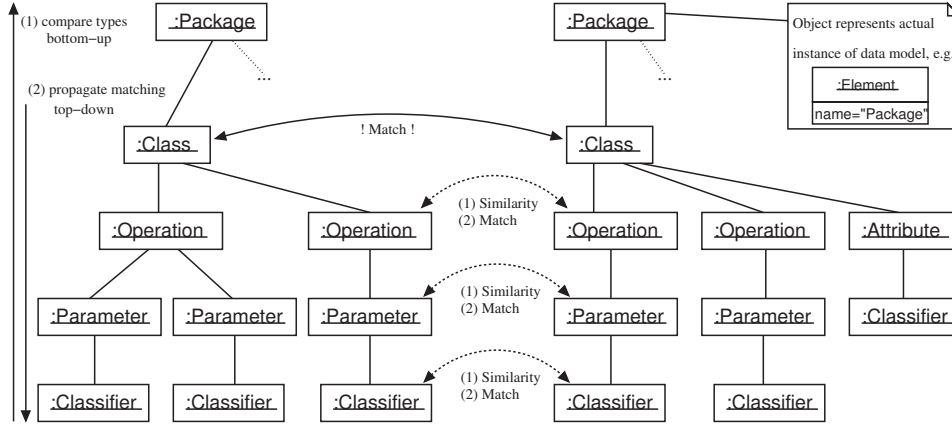 (1) compare types
bottom−up
:Package
:Package
Object represents actual
instance of data model, e.g.
:Element
name="Package"
...
...
(2) propagate matching
top−down
! Match !
:Class
:Class
(1) Similarity
(2) Match
:Operation
:Operation
:Operation
:Operation
:Attribute
(1) Similarity
(2) Match
:Parameter
:Parameter
:Parameter
:Parameter
:Parameter
:Classifier
(1) Similarity
(2) Match
:Classifier
:Classifier
:Classifier
:Classifier
:Classifier